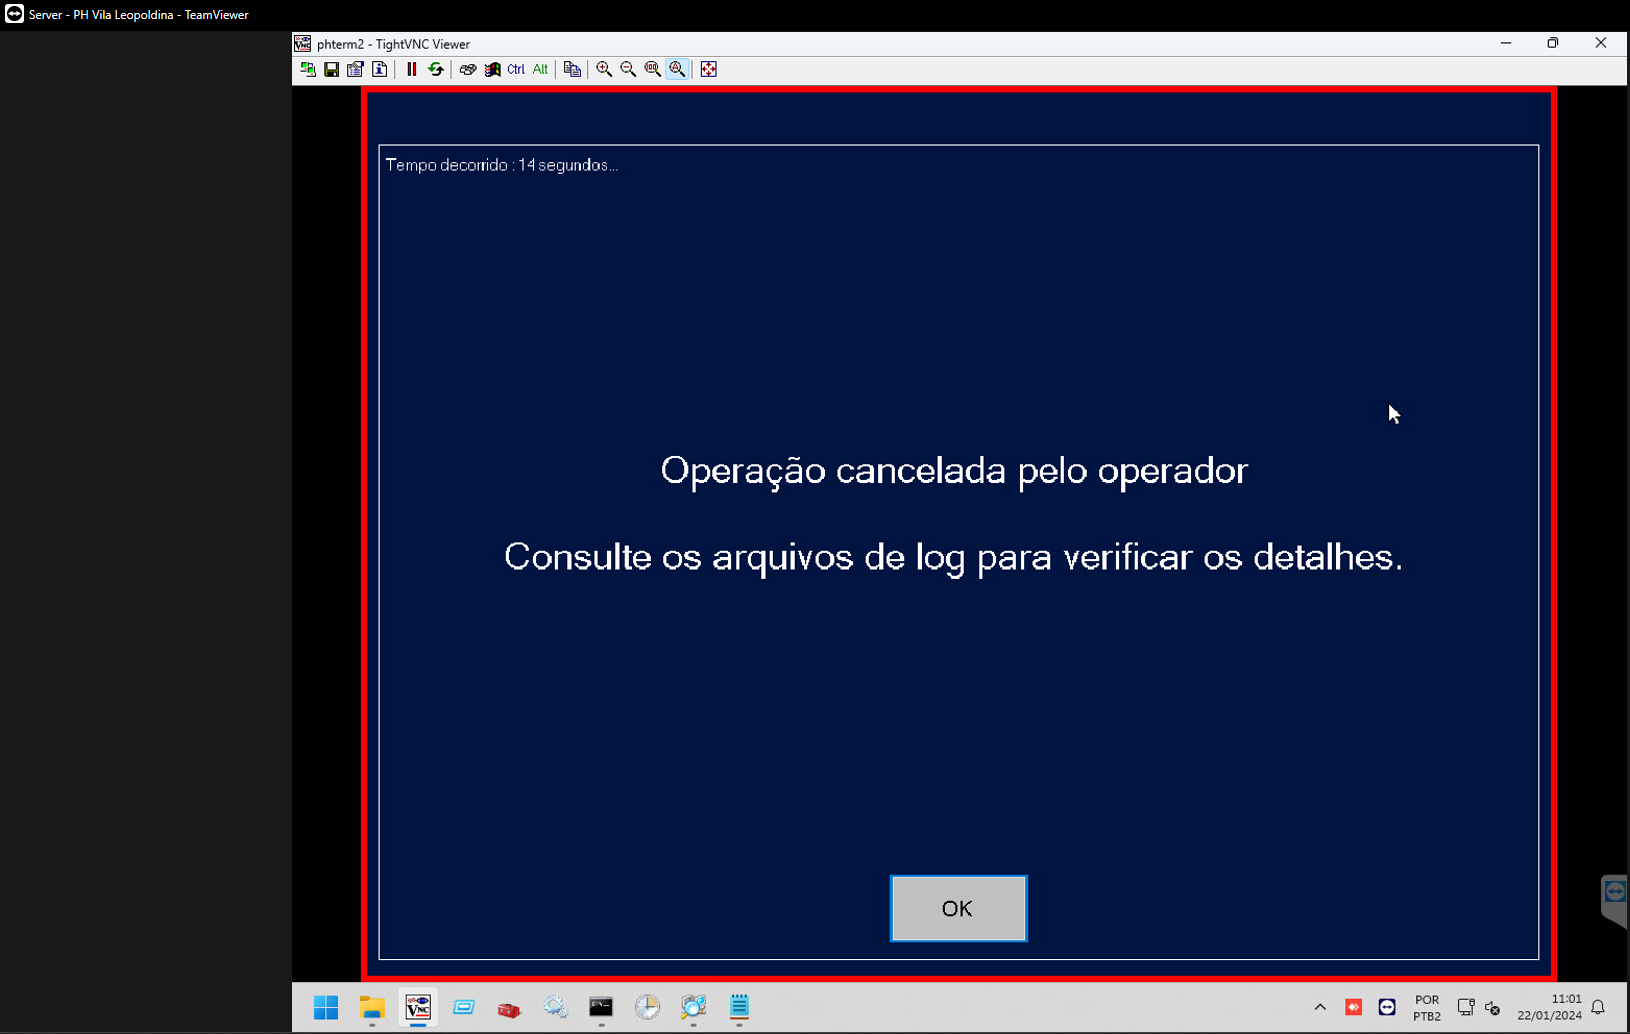 Server - PH Vila Leopoldina - TeamViewer
phterm2 - TightVNC Viewer
Ctrl Alt
Tempo decorrido : 14 segundos...
Operação cancelada pelo operador
Consulte os arquivos de log para verificar os detalhes.
OK
POR
PTB2
11:01
22/01/2024